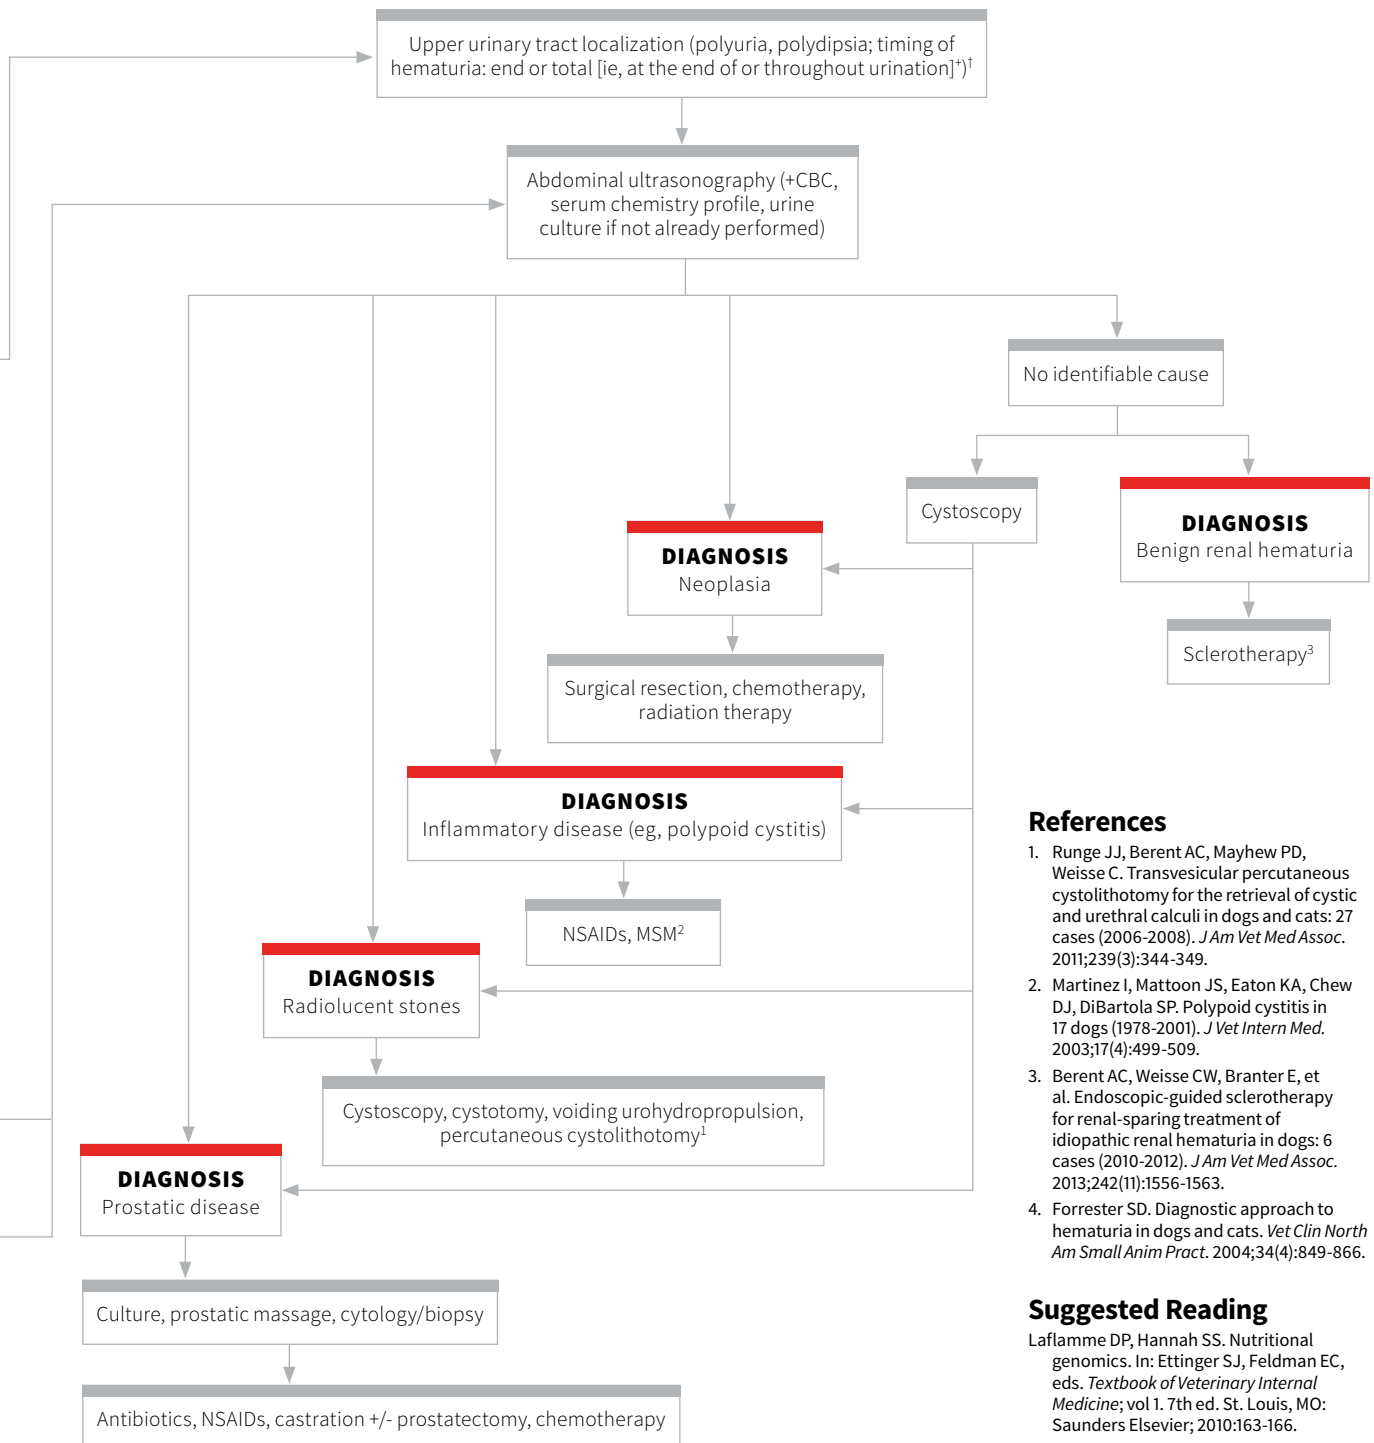 Upper urinary tract localization (polyuria, polydipsia; timing of
hematuria: end or total [ie, at the end of or throughout urination]⁺)†
Abdominal ultrasonography (+CBC,
serum chemistry profile, urine
culture if not already performed)
No identifiable cause
Cystoscopy
DIAGNOSIS
Benign renal hematuria
Sclerotherapy³
DIAGNOSIS
Neoplasia
Surgical resection, chemotherapy,
radiation therapy
DIAGNOSIS
Inflammatory disease (eg, polypoid cystitis)
NSAIDs, MSM²
DIAGNOSIS
Radiolucent stones
Cystoscopy, cystotomy, voiding urohydropropulsion,
percutaneous cystolithotomy¹
DIAGNOSIS
Prostatic disease
Culture, prostatic massage, cytology/biopsy
Antibiotics, NSAIDs, castration +/- prostatectomy, chemotherapy
References
1. Runge JJ, Berent AC, Mayhew PD,
Weisse C. Transvesicular percutaneous
cystolithotomy for the retrieval of cystic
and urethral calculi in dogs and cats: 27
cases (2006-2008). J Am Vet Med Assoc.
2011;239(3):344-349.
2. Martinez I, Mattoon JS, Eaton KA, Chew
DJ, DiBartola SP. Polypoid cystitis in
17 dogs (1978-2001). J Vet Intern Med.
2003;17(4):499-509.
3. Berent AC, Weisse CW, Branter E, et
al. Endoscopic-guided sclerotherapy
for renal-sparing treatment of
idiopathic renal hematuria in dogs: 6
cases (2010-2012). J Am Vet Med Assoc.
2013;242(11):1556-1563.
4. Forrester SD. Diagnostic approach to
hematuria in dogs and cats. Vet Clin North
Am Small Anim Pract. 2004;34(4):849-866.
Suggested Reading
Laflamme DP, Hannah SS. Nutritional
genomics. In: Ettinger SJ, Feldman EC,
eds. Textbook of Veterinary Internal
Medicine; vol 1. 7th ed. St. Louis, MO:
Saunders Elsevier; 2010:163-166.